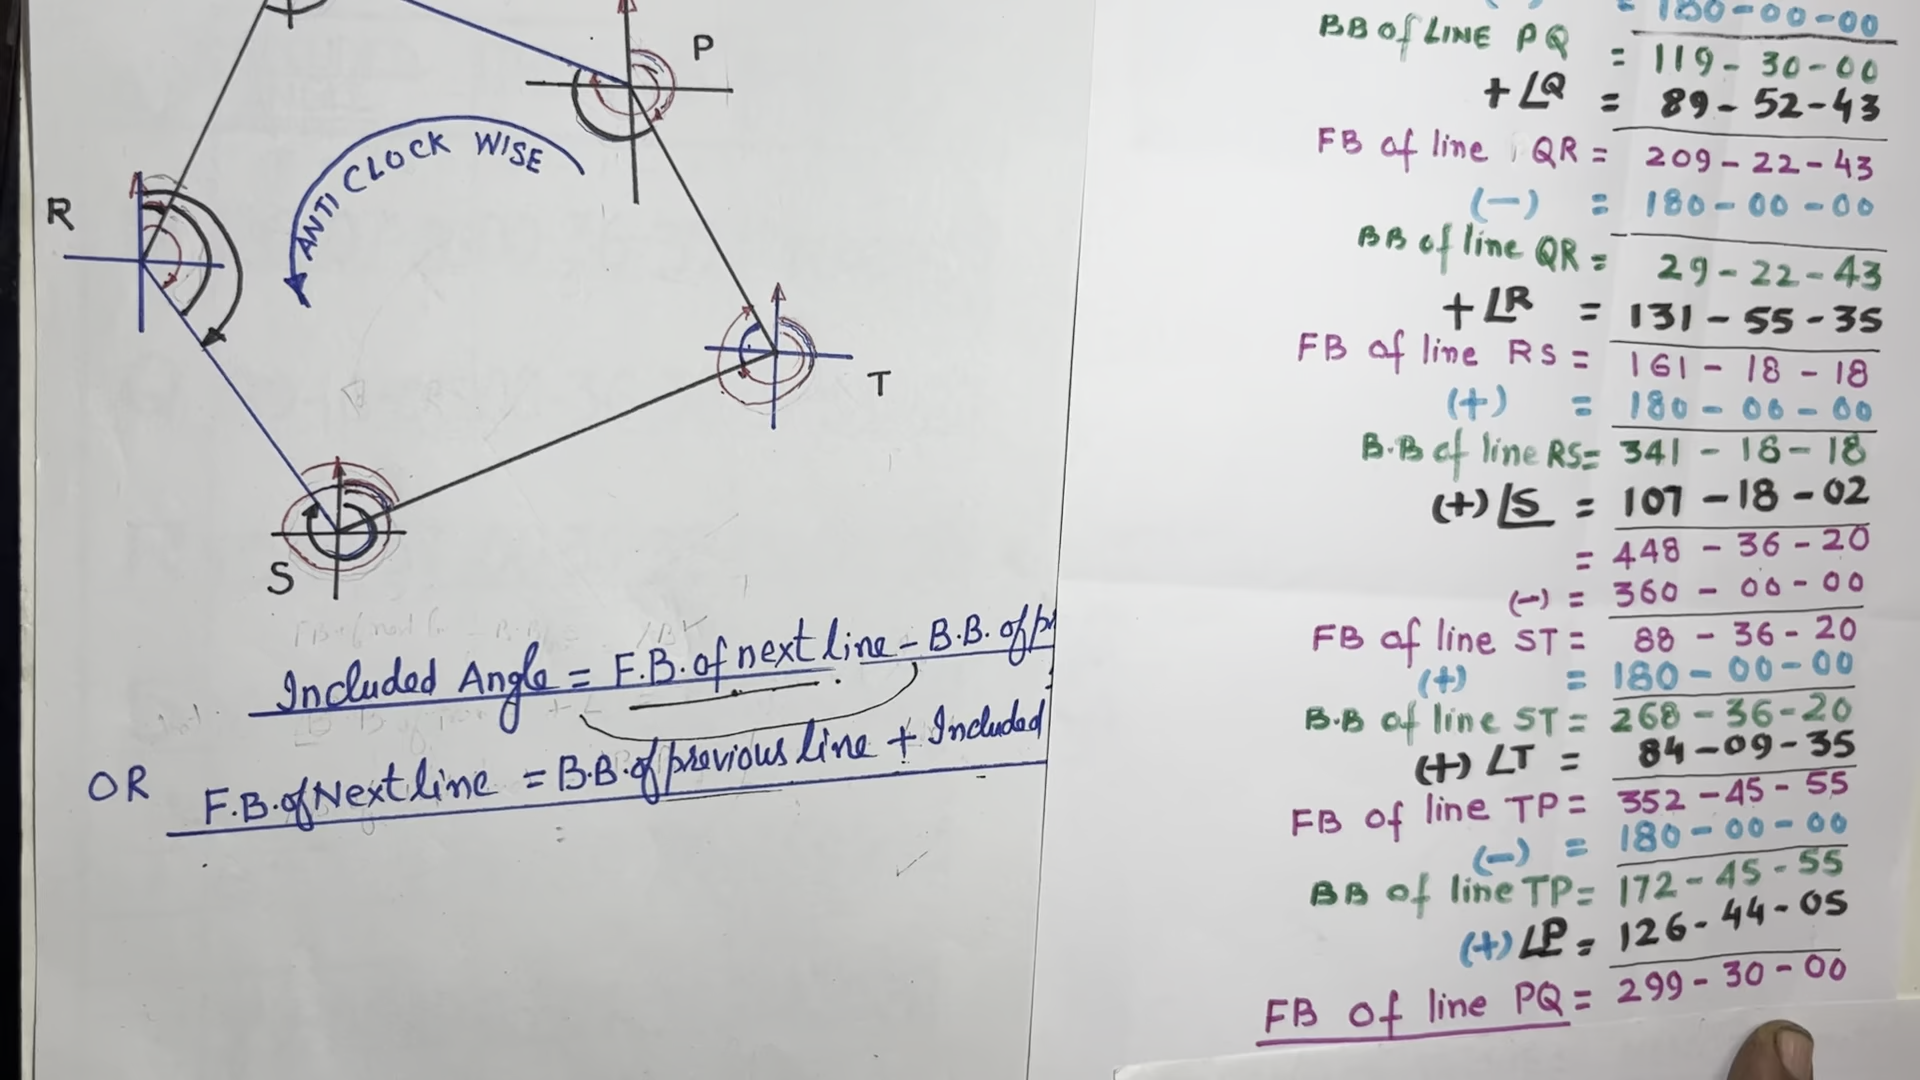 P
ANTI CLOCK WISE
R
T
S
Included Angle = F.B. of next line - B.B. of
OR F.B. of Next line = B.B. of previous line + Included
= 180-00-00
BB of LINE PQ = 119-30-00
+∠Q = 89-52-43
FB of line QR = 209-22-43
(-) = 180-00-00
BB of line QR = 29-22-43
+∠R = 131-55-35
FB of line RS = 161-18-18
(+) = 180-00-00
B.B of line RS = 341-18-18
(+)∠S = 107-18-02
= 448-36-20
(-) = 360-00-00
FB of line ST = 88-36-20
(+) = 180-00-00
B.B of line ST = 268-36-20
(+)∠T = 84-09-35
FB of line TP = 352-45-55
(-) = 180-00-00
BB of line TP = 172-45-55
(+)∠P = 126-44-05
FB of line PQ = 299-30-00